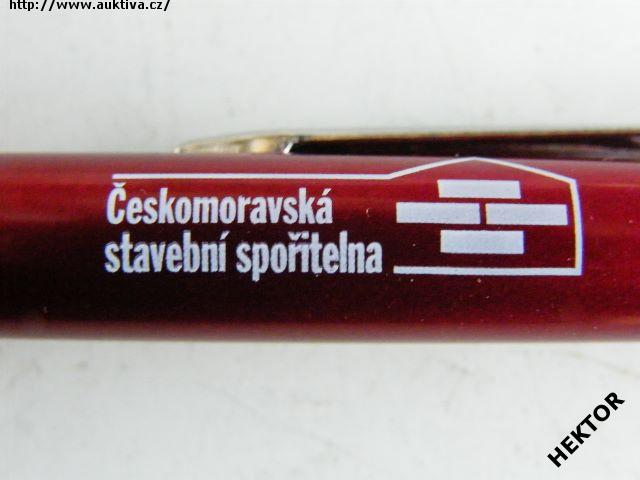 http://www.auktiva.cz/
Českomoravská
stavební spořitelna
HEKTOR